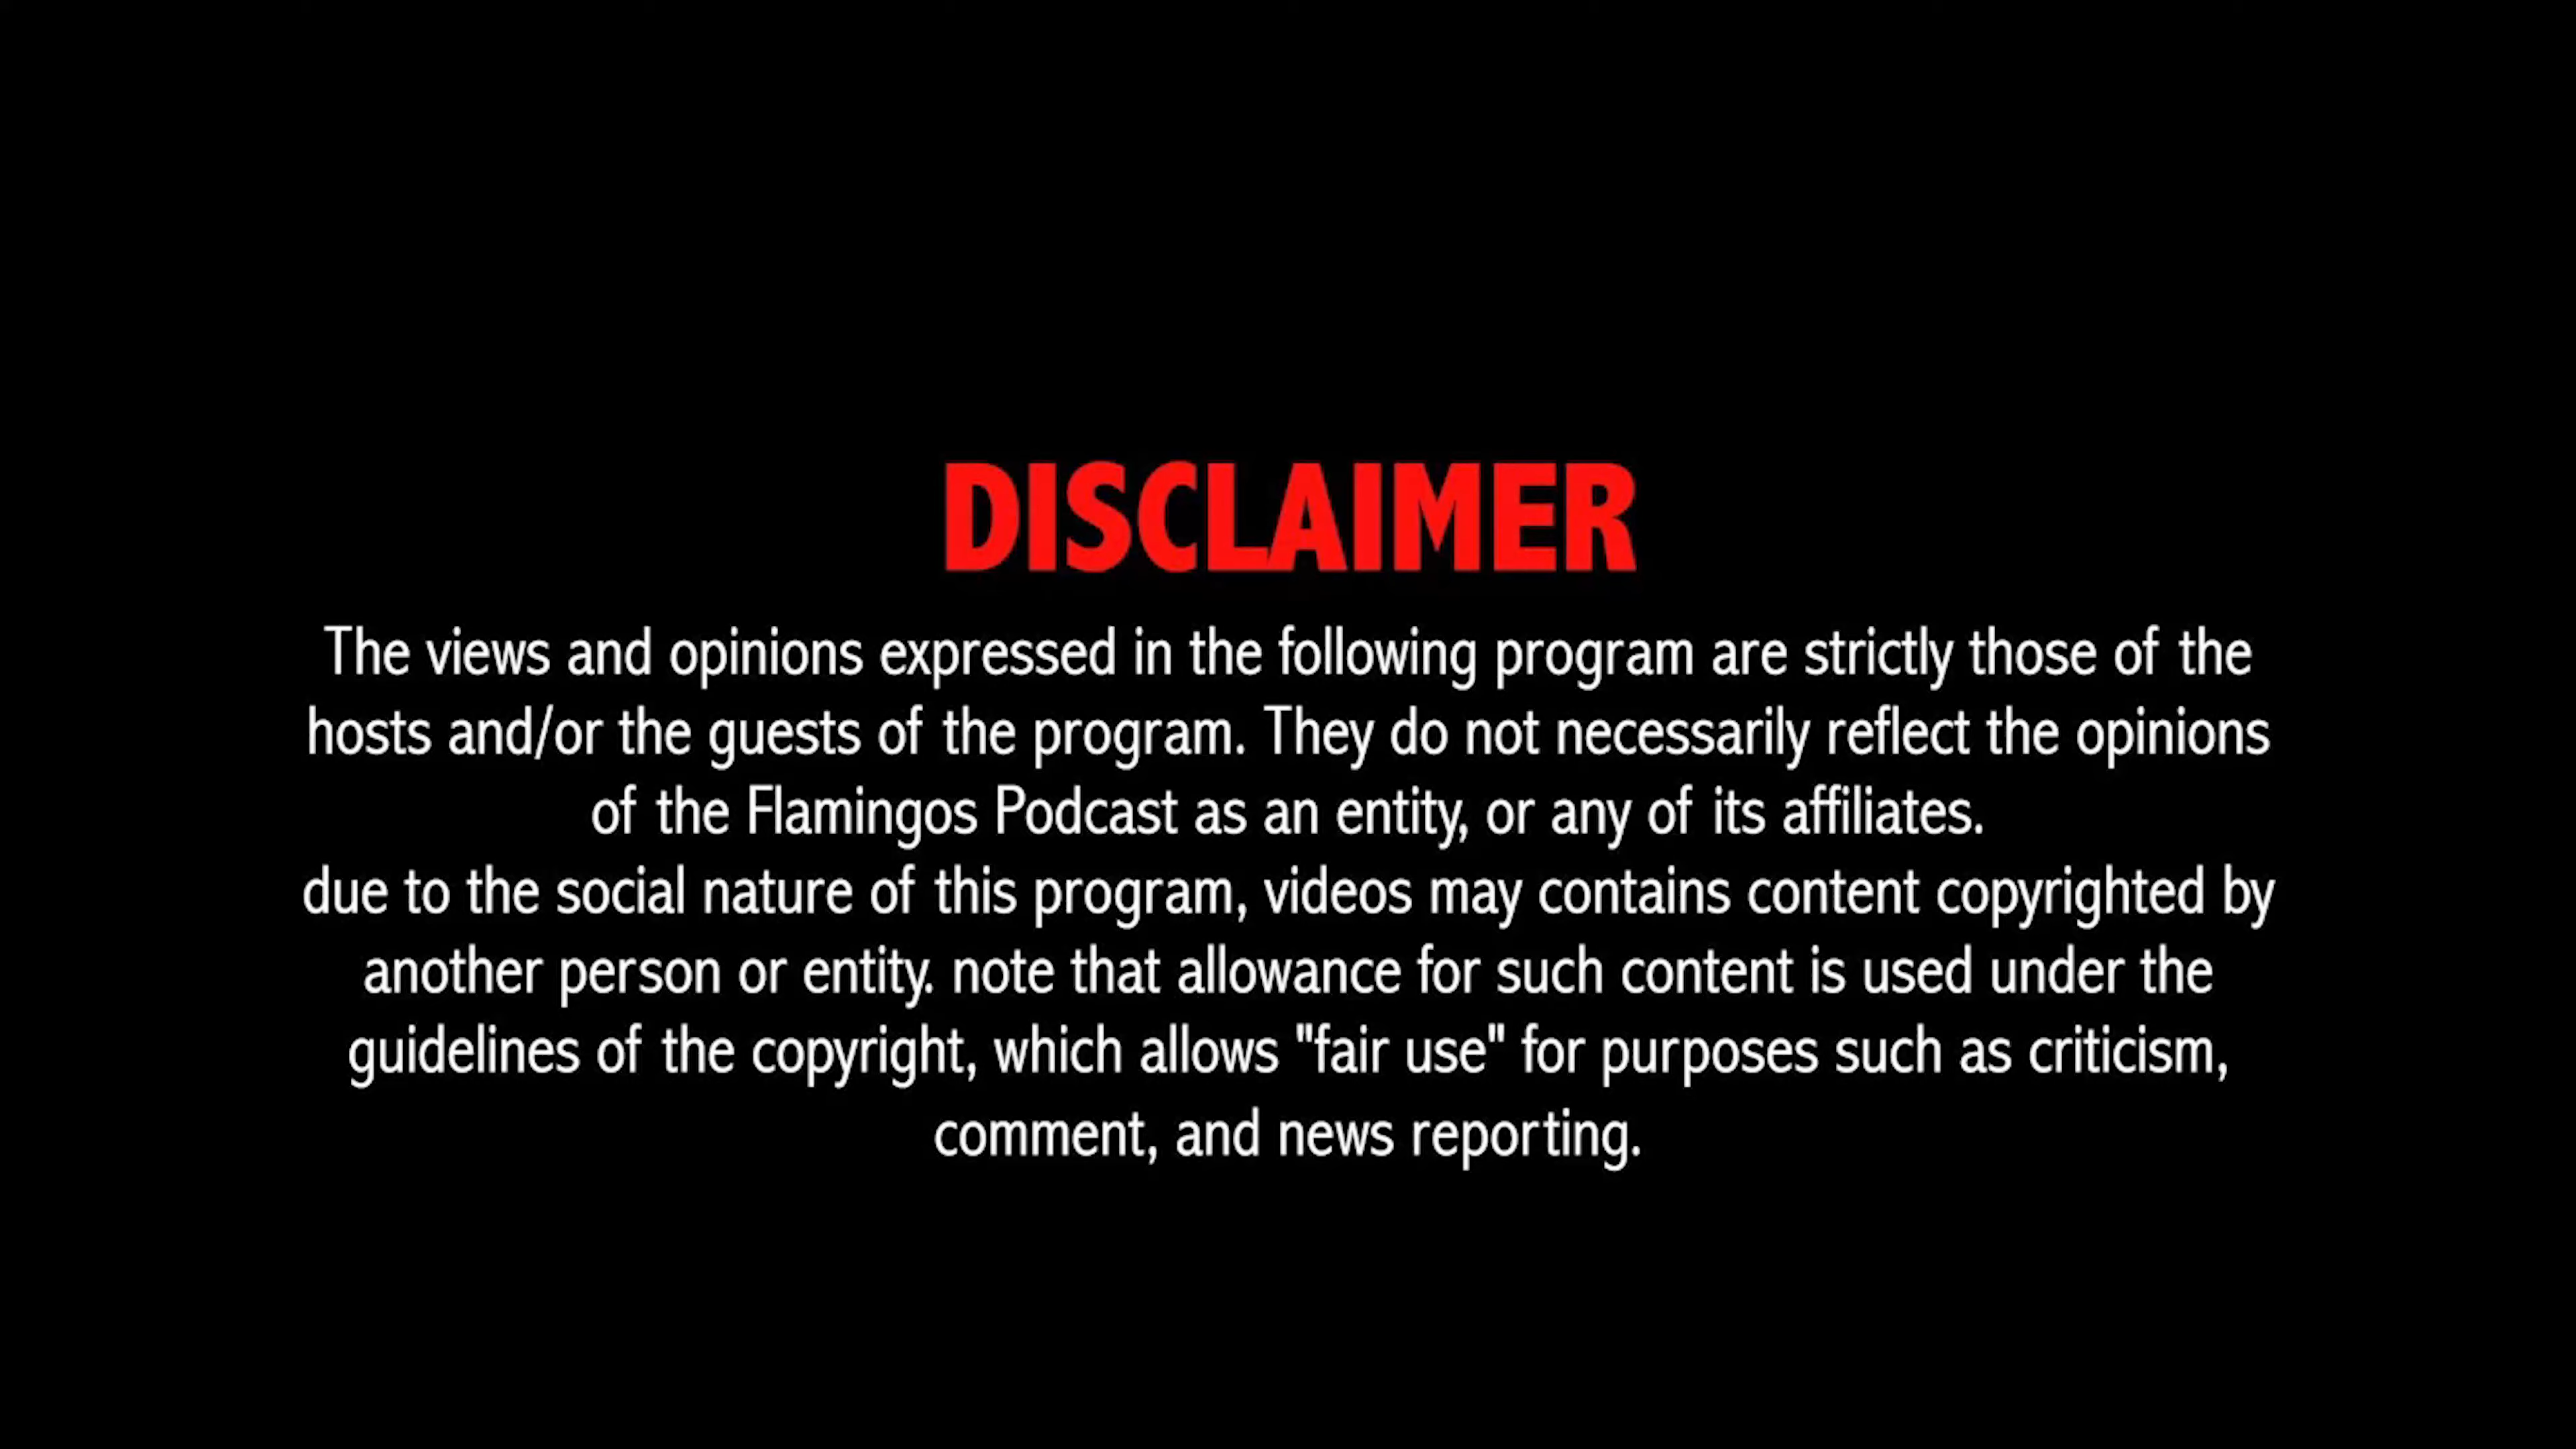 DISCLAIMER
The views and opinions expressed in the following program are strictly those of the
hosts and/or the guests of the program. They do not necessarily reflect the opinions
of the Flamingos Podcast as an entity, or any of its affiliates.
due to the social nature of this program, videos may contains content copyrighted by
another person or entity. note that allowance for such content is used under the
guidelines of the copyright, which allows "fair use" for purposes such as criticism,
comment, and news reporting.